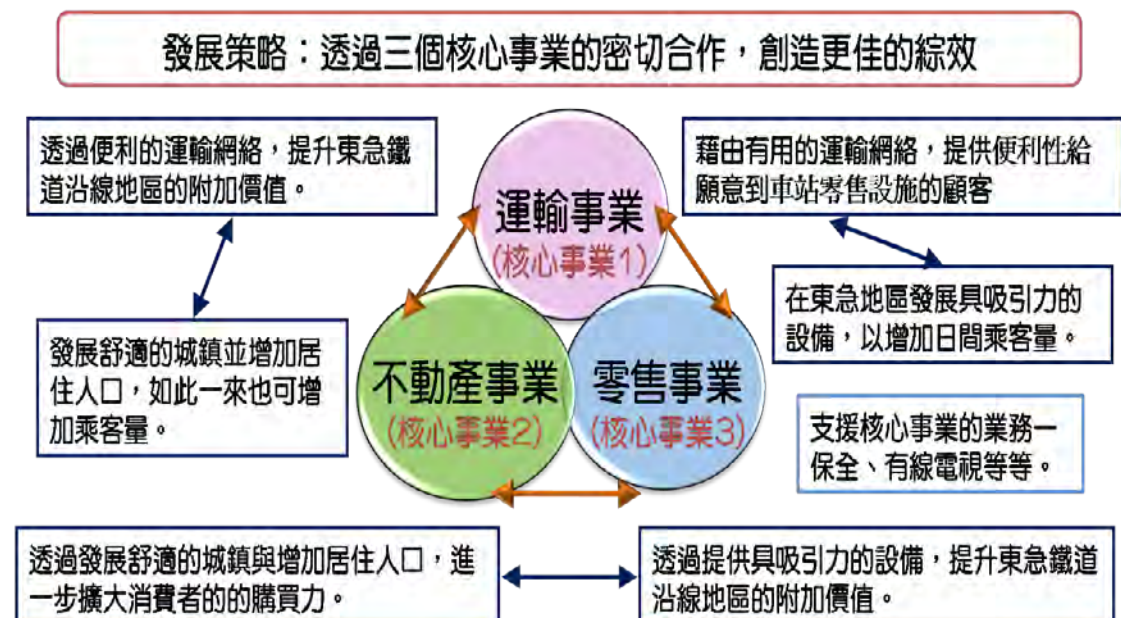 發展策略：透過三個核心事業的密切合作，創造更佳的綜效
透過便利的運輸網絡，提升東急鐵
道沿線地區的附加價值。
藉由有用的運輸網絡，提供便利性給
願意到車站零售設施的顧客
運輸事業
(核心事業1)
在東急地區發展具吸引力的
設備，以增加日間乘客量。
發展舒適的城鎮並增加居
住人口，如此一來也可增
加乘客量。
不動產事業
(核心事業2)
零售事業
(核心事業3)
支援核心事業的業務—
保全、有線電視等等。
透過發展舒適的城鎮與增加居住人口，進
一步擴大消費者的的購買力。
透過提供具吸引力的設備，提升東急鐵道
沿線地區的附加價值。